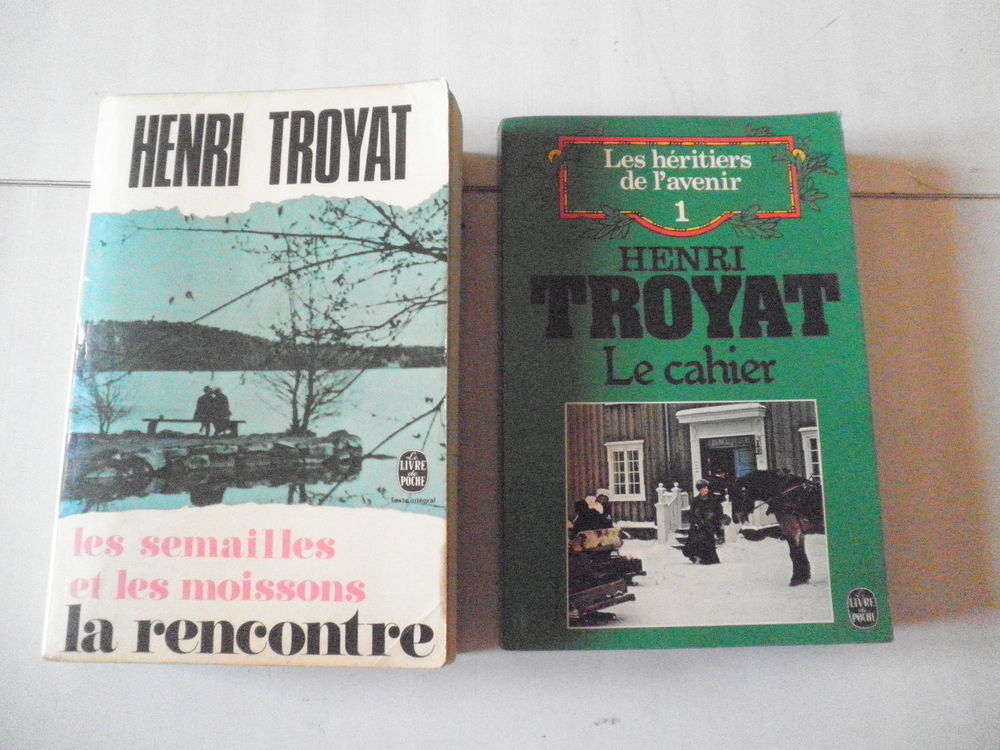 HENRI TROYAT
Le
LIVRE
de
POCHE
Texte intégral
les semailles
et les moissons
la rencontre
Les héritiers
de l'avenir
1
HENRI
TROYAT
Le cahier
Le
LIVRE
de
POCHE